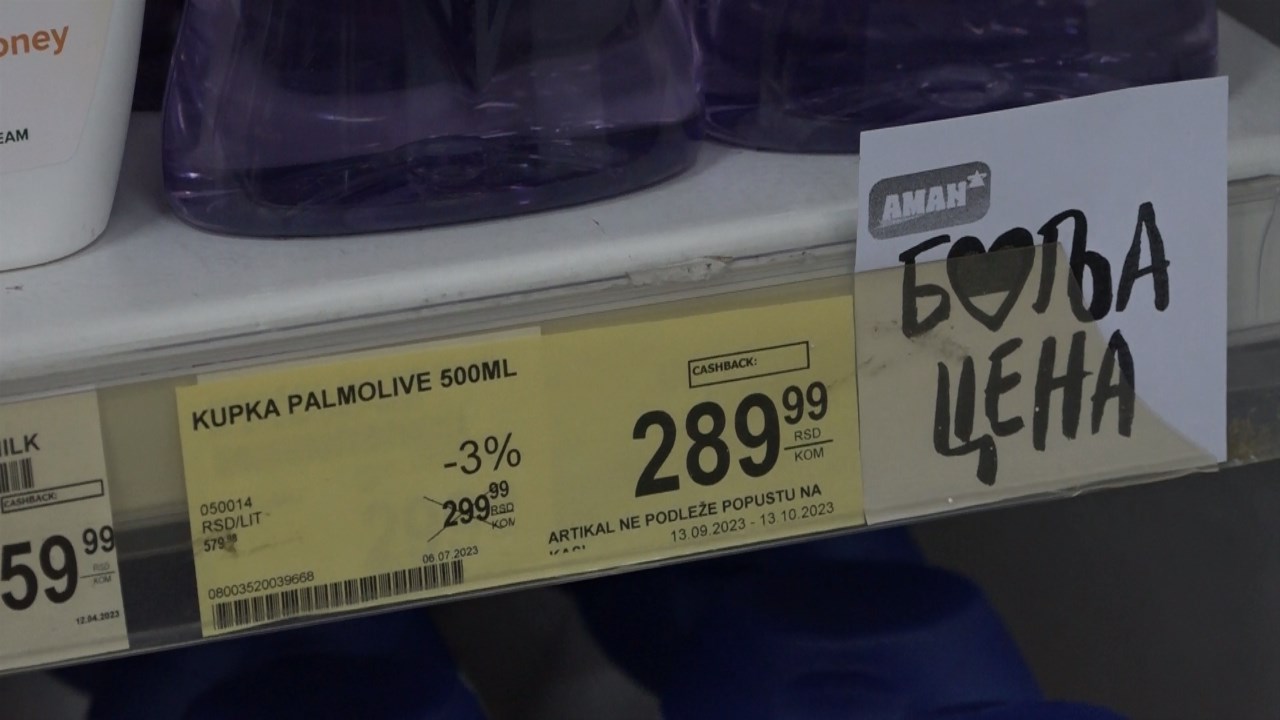 oney
EAM
ILK
CASHBACK:
59 99
RSD
KOM
12.04.2023
KUPKA PALMOLIVE 500ML
-3%
050014
RSD/LIT
579
299 99
RSD
KOM
06.07.2023
08003520039668
CASHBACK:
289 99
RSD
KOM
ARTIKAL NE PODLEŽE POPUSTU NA
13.09.2023 - 13.10.2023
АМАН
БОЉА
ЦЕНА